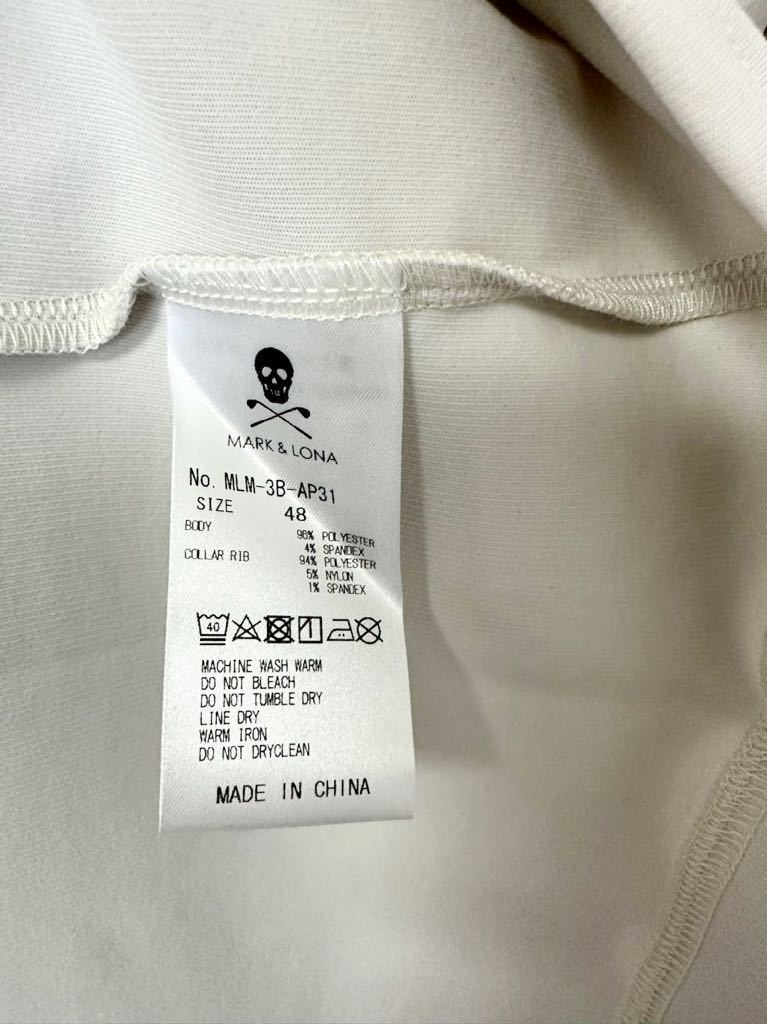 MARK & LONA
No. MLM-3B-AP31
SIZE 48
BODY 96% POLYESTER
4% SPANDEX
COLLAR RIB 94% POLYESTER
5% NYLON
1% SPANDEX
40
MACHINE WASH WARM
DO NOT BLEACH
DO NOT TUMBLE DRY
LINE DRY
WARM IRON
DO NOT DRYCLEAN
MADE IN CHINA